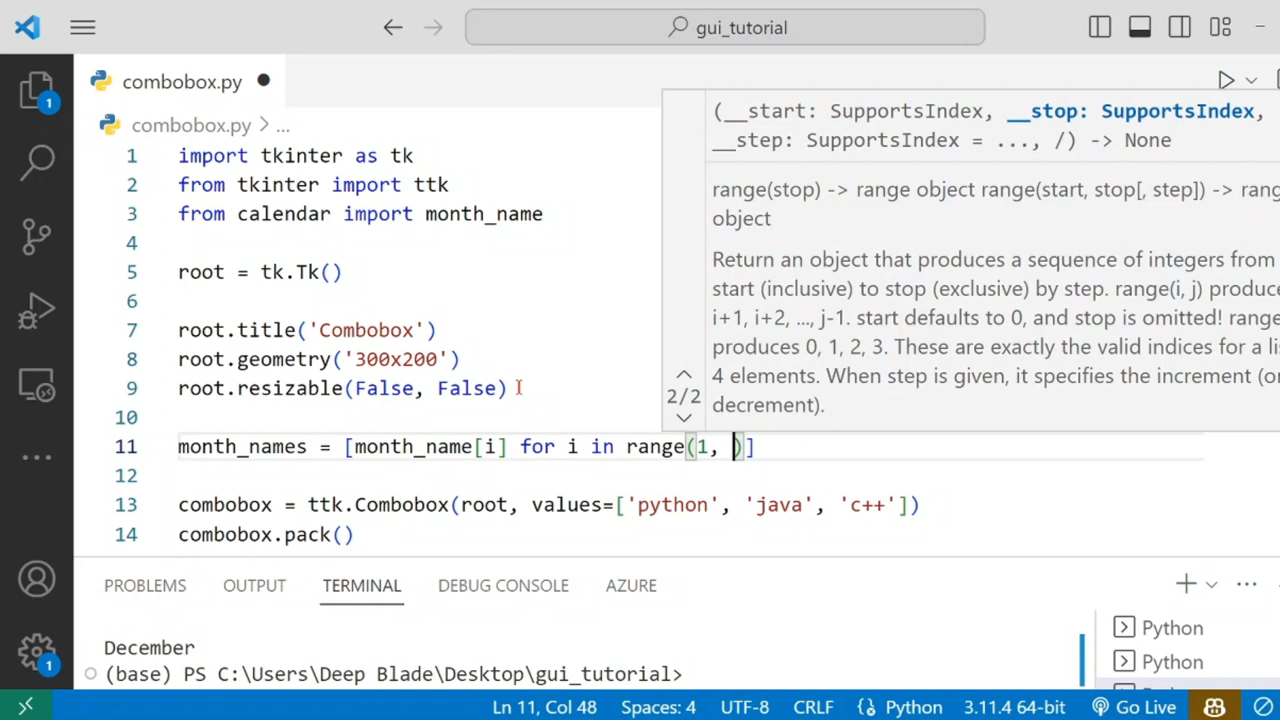 gui_tutorial
combobox.py
combobox.py > ...
1 import tkinter as tk
2 from tkinter import ttk
3 from calendar import month_name
4
5 root = tk.Tk()
6
7 root.title('Combobox')
8 root.geometry('300x200')
9 root.resizable(False, False)
10
11 month_names = [month_name[i] for i in range(1, )]
12
13 combobox = ttk.Combobox(root, values=['python', 'java', 'c++'])
14 combobox.pack()
(__start: SupportsIndex, __stop: SupportsIndex,
__step: SupportsIndex = ..., /) -> None
range(stop) -> range object range(start, stop[, step]) -> rang
object
Return an object that produces a sequence of integers from
start (inclusive) to stop (exclusive) by step. range(i, j) produce
i+1, i+2, ..., j-1. start defaults to 0, and stop is omitted! range
produces 0, 1, 2, 3. These are exactly the valid indices for a li
4 elements. When step is given, it specifies the increment (or
decrement).
2/2
1
1
PROBLEMS OUTPUT TERMINAL DEBUG CONSOLE AZURE
December
(base) PS C:\Users\Deep Blade\Desktop\gui_tutorial>
Python
Python
Ln 11, Col 48 Spaces: 4 UTF-8 CRLF Python 3.11.4 64-bit Go Live